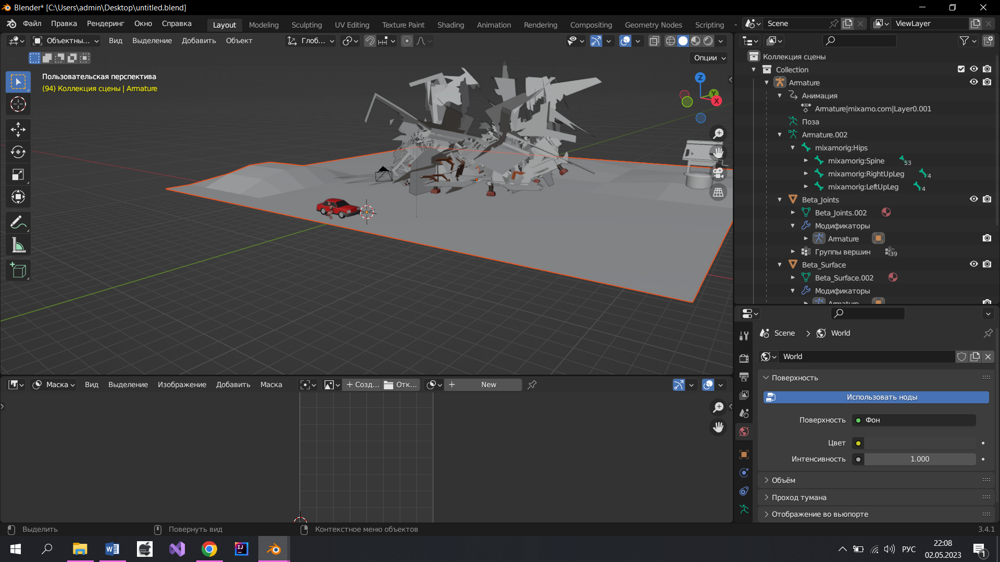 Blender* [C:\Users\admin\Desktop\untitled.blend]
Файл Правка Рендеринг Окно Справка
Layout Modeling Sculpting UV Editing Texture Paint Shading Animation Rendering Compositing Geometry Nodes Scripting
Scene ViewLayer
Объектны... Вид Выделение Добавить Объект Глоб...
Опции
Пользовательская перспектива
(94) Коллекция сцены | Armature
Z
Y
X
Коллекция сцены
Collection
Armature
Анимация
Armature|mixamo.com|Layer0.001
Поза
Armature.002
mixamorig:Hips
mixamorig:Spine 53
mixamorig:RightUpLeg 4
mixamorig:LeftUpLeg 4
Beta_Joints
Beta_Joints.002
Модификаторы
Armature
Группы вершин 39
Beta_Surface
Beta_Surface.002
Модификаторы
Armature
Scene World
World
Поверхность
Использовать ноды
Поверхность Фон
Цвет
Интенсивность 1.000
Объём
Проход тумана
Отображение во вьюпорте
Маска Вид Выделение Изображение Добавить Маска Созд... Отк... New
Выделить Повернуть вид Контекстное меню объектов 3.4.1
РУС
22:08
02.05.2023
1